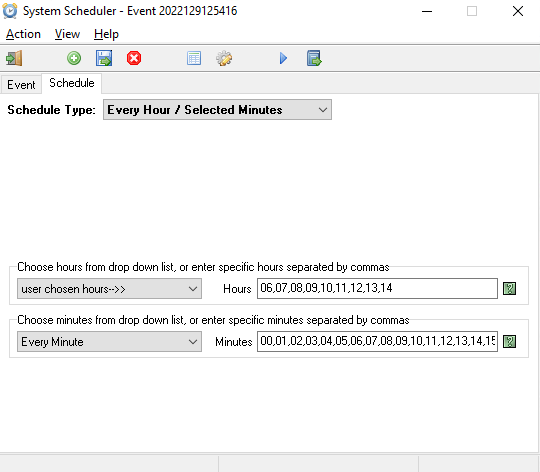 System Scheduler - Event 2022129125416
Action View Help
Event Schedule
Schedule Type: Every Hour / Selected Minutes
Choose hours from drop down list, or enter specific hours separated by commas
user chosen hours-->> Hours 06,07,08,09,10,11,12,13,14
Choose minutes from drop down list, or enter specific minutes separated by commas
Every Minute Minutes 00,01,02,03,04,05,06,07,08,09,10,11,12,13,14,15